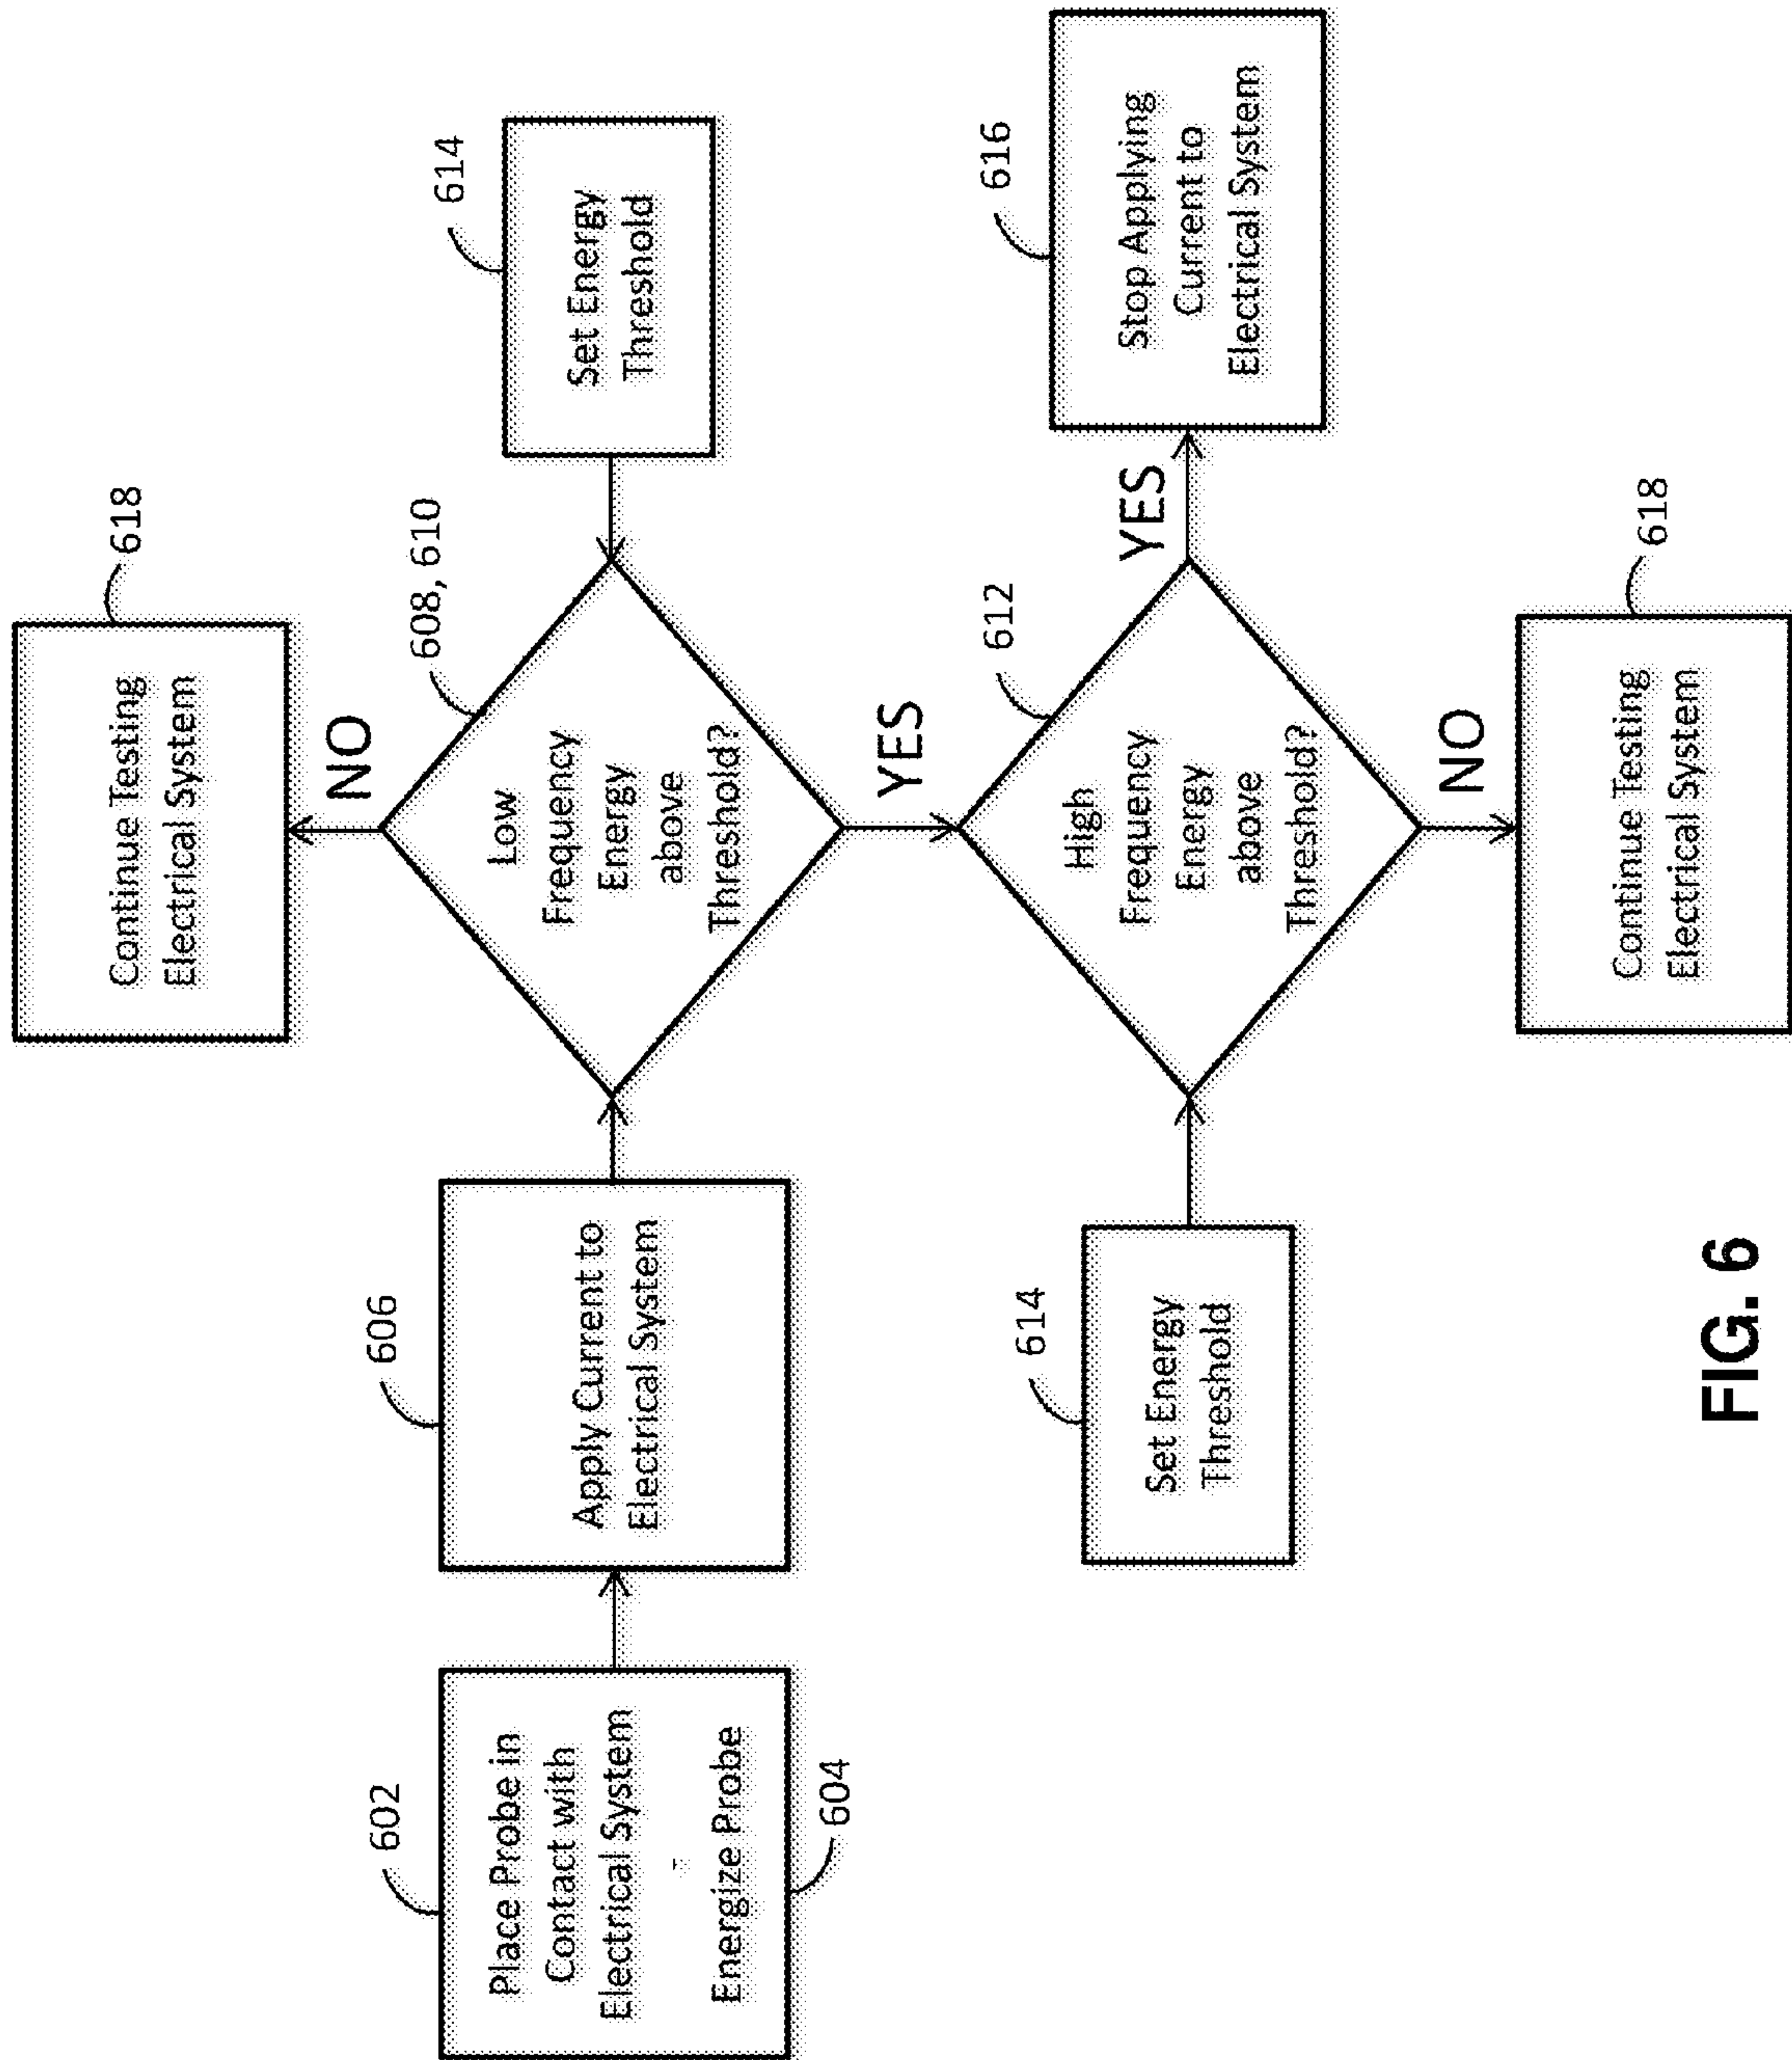 602
Place Probe in
Contact with
Electrical System
-
Energize Probe
604
606
Apply Current to
Electrical System
618
Continue Testing
Electrical System
NO
608, 610
Low
Frequency
Energy
above
Threshold?
614
Set Energy
Threshold
YES
614
Set Energy
Threshold
612
High
Frequency
Energy
above
Threshold?
YES
616
Stop Applying
Current to
Electrical System
NO
618
Continue Testing
Electrical System
FIG. 6